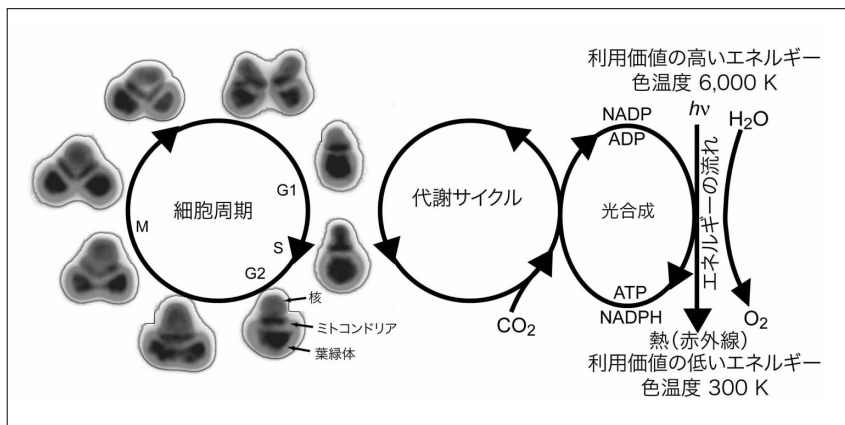 利用価値の高いエネルギー
色温度 6,000 K
NADP
ADP
hν
H₂O
エネルギーの流れ
細胞周期
G1
S
G2
M
代謝サイクル
光合成
核
ミトコンドリア
葉緑体
CO₂
ATP
NADPH
O₂
熱（赤外線）
利用価値の低いエネルギー
色温度 300 K